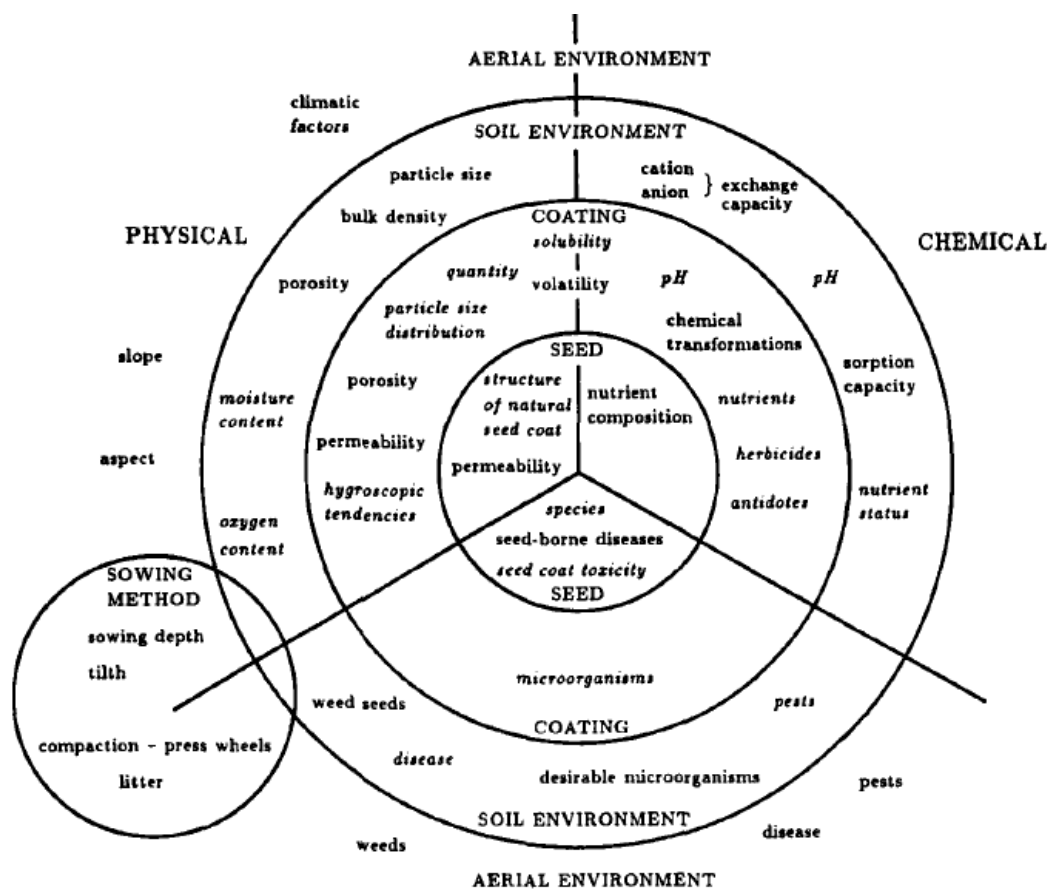 AERIAL ENVIRONMENT
climatic
factors
SOIL ENVIRONMENT
particle size
cation
anion } exchange
capacity
bulk density
COATING
PHYSICAL
CHEMICAL
solubility
quantity
volatility
pH
pH
porosity
particle size
distribution
chemical
transformations
SEED
slope
porosity
structure
of natural
seed coat
nutrient
composition
sorption
capacity
moisture
content
nutrients
permeability
permeability
herbicides
aspect
hygroscopic
tendencies
antidotes
nutrient
status
species
oxygen
content
seed-borne diseases
seed coat toxicity
SEED
SOWING
METHOD
sowing depth
tilth
microorganisms
weed seeds
pests
COATING
compaction - press wheels
litter
disease
desirable microorganisms
pests
SOIL ENVIRONMENT
disease
weeds
AERIAL ENVIRONMENT